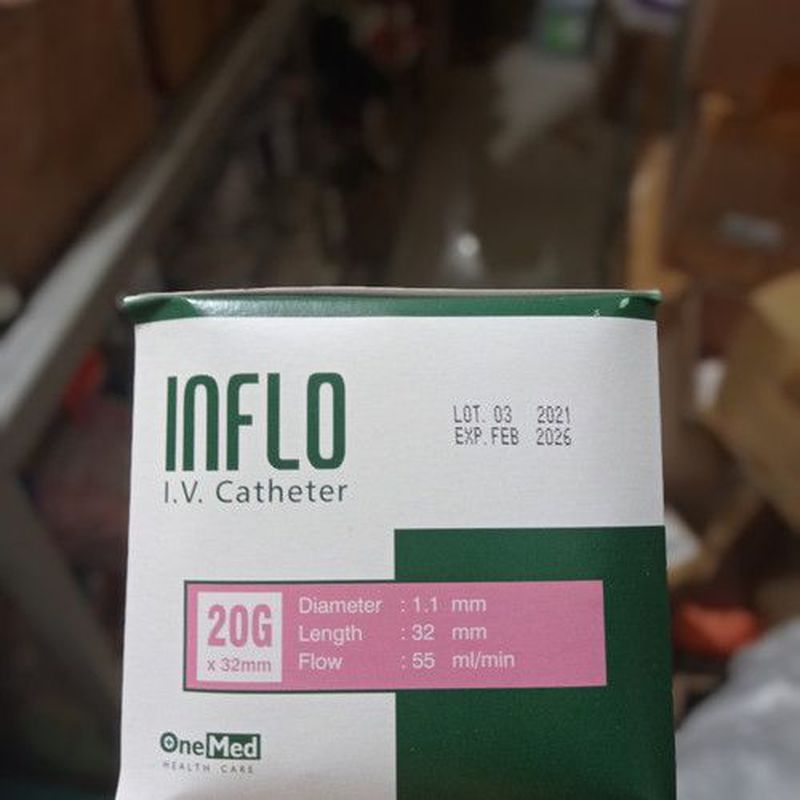 INFLO
I.V. Catheter
LOT. 03 2021
EXP. FEB 2026
20G
x 32mm
Diameter : 1.1 mm
Length : 32 mm
Flow : 55 ml/min
OneMed
HEALTH CARE